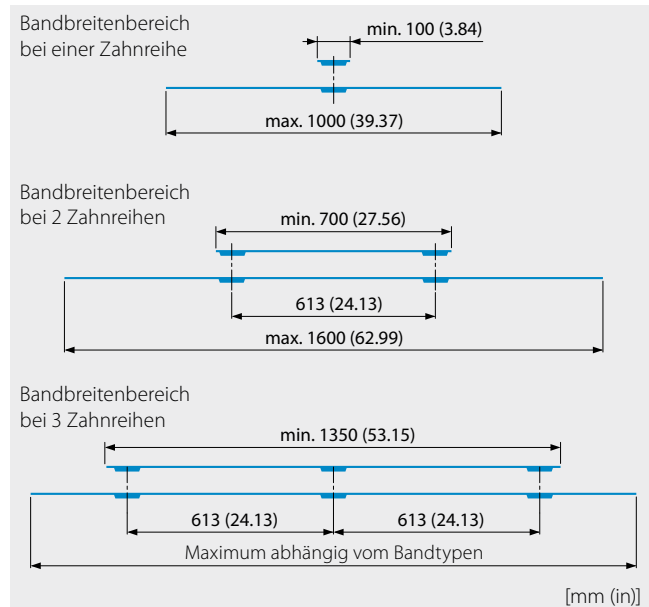 Bandbreitenbereich
bei einer Zahnreihe
min. 100 (3.84)
max. 1000 (39.37)
Bandbreitenbereich
bei 2 Zahnreihen
min. 700 (27.56)
613 (24.13)
max. 1600 (62.99)
Bandbreitenbereich
bei 3 Zahnreihen
min. 1350 (53.15)
613 (24.13) 613 (24.13)
Maximum abhängig vom Bandtypen
[mm (in)]